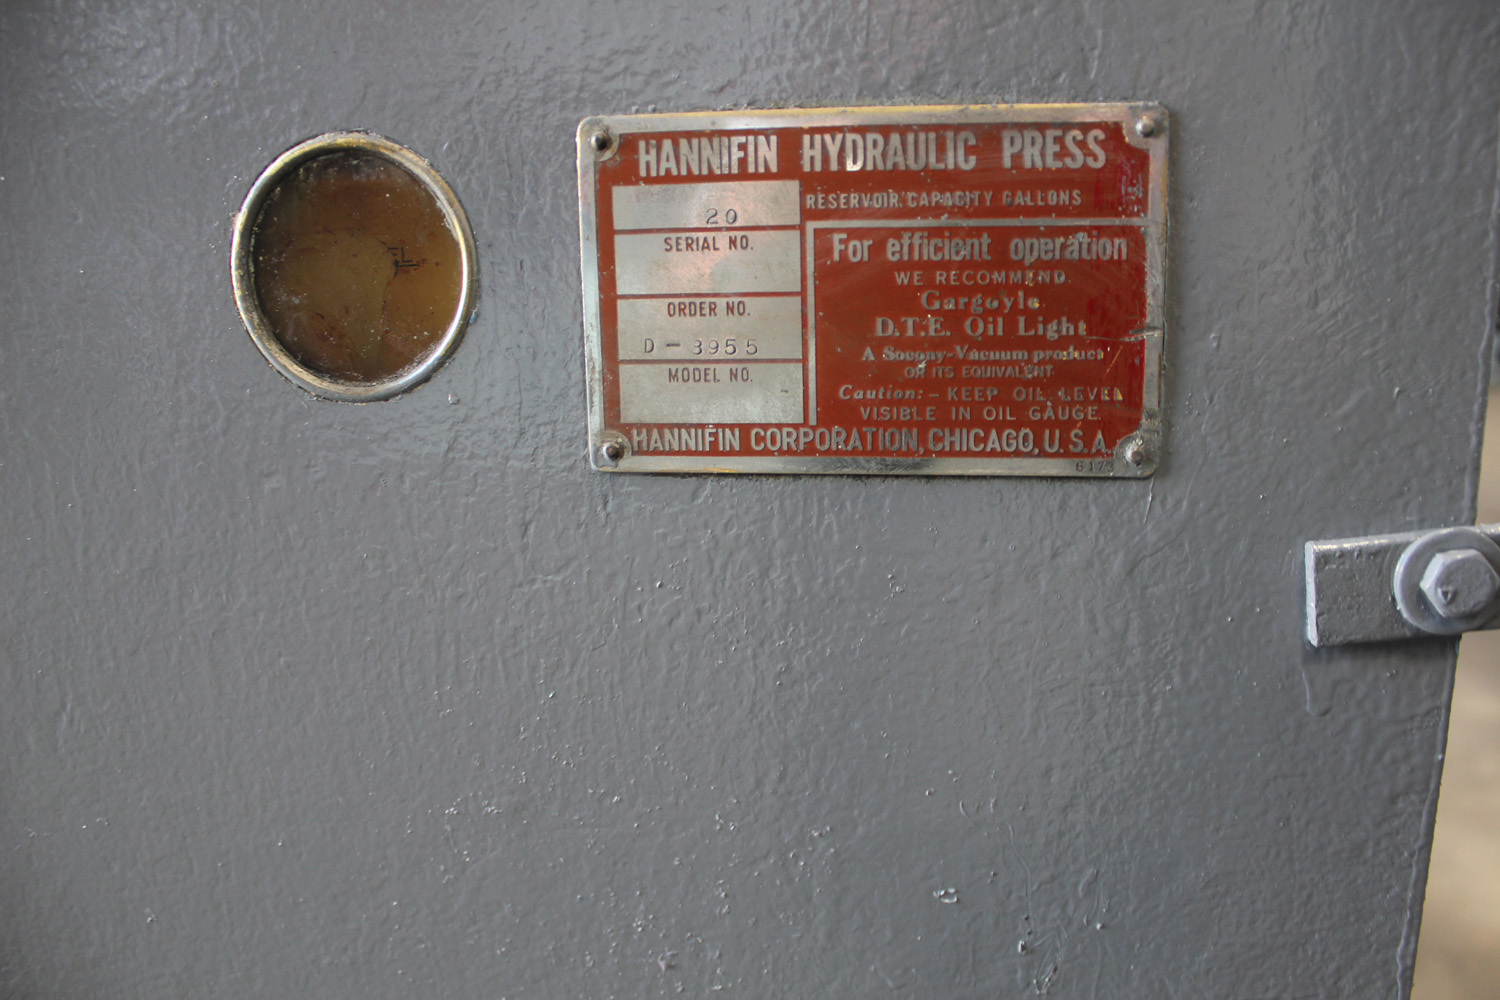 HANNIFIN HYDRAULIC PRESS
20 RESERVOIR CAPACITY GALLONS
SERIAL NO.
ORDER NO.
D-3955
MODEL NO.
For efficient operation
WE RECOMMEND
Gargoyle
D.T.E. Oil Light
A Socony-Vacuum product
OR ITS EQUIVALENT
Caution:- KEEP OIL LEVEL
VISIBLE IN OIL GAUGE.
HANNIFIN CORPORATION, CHICAGO, U.S.A.
6173